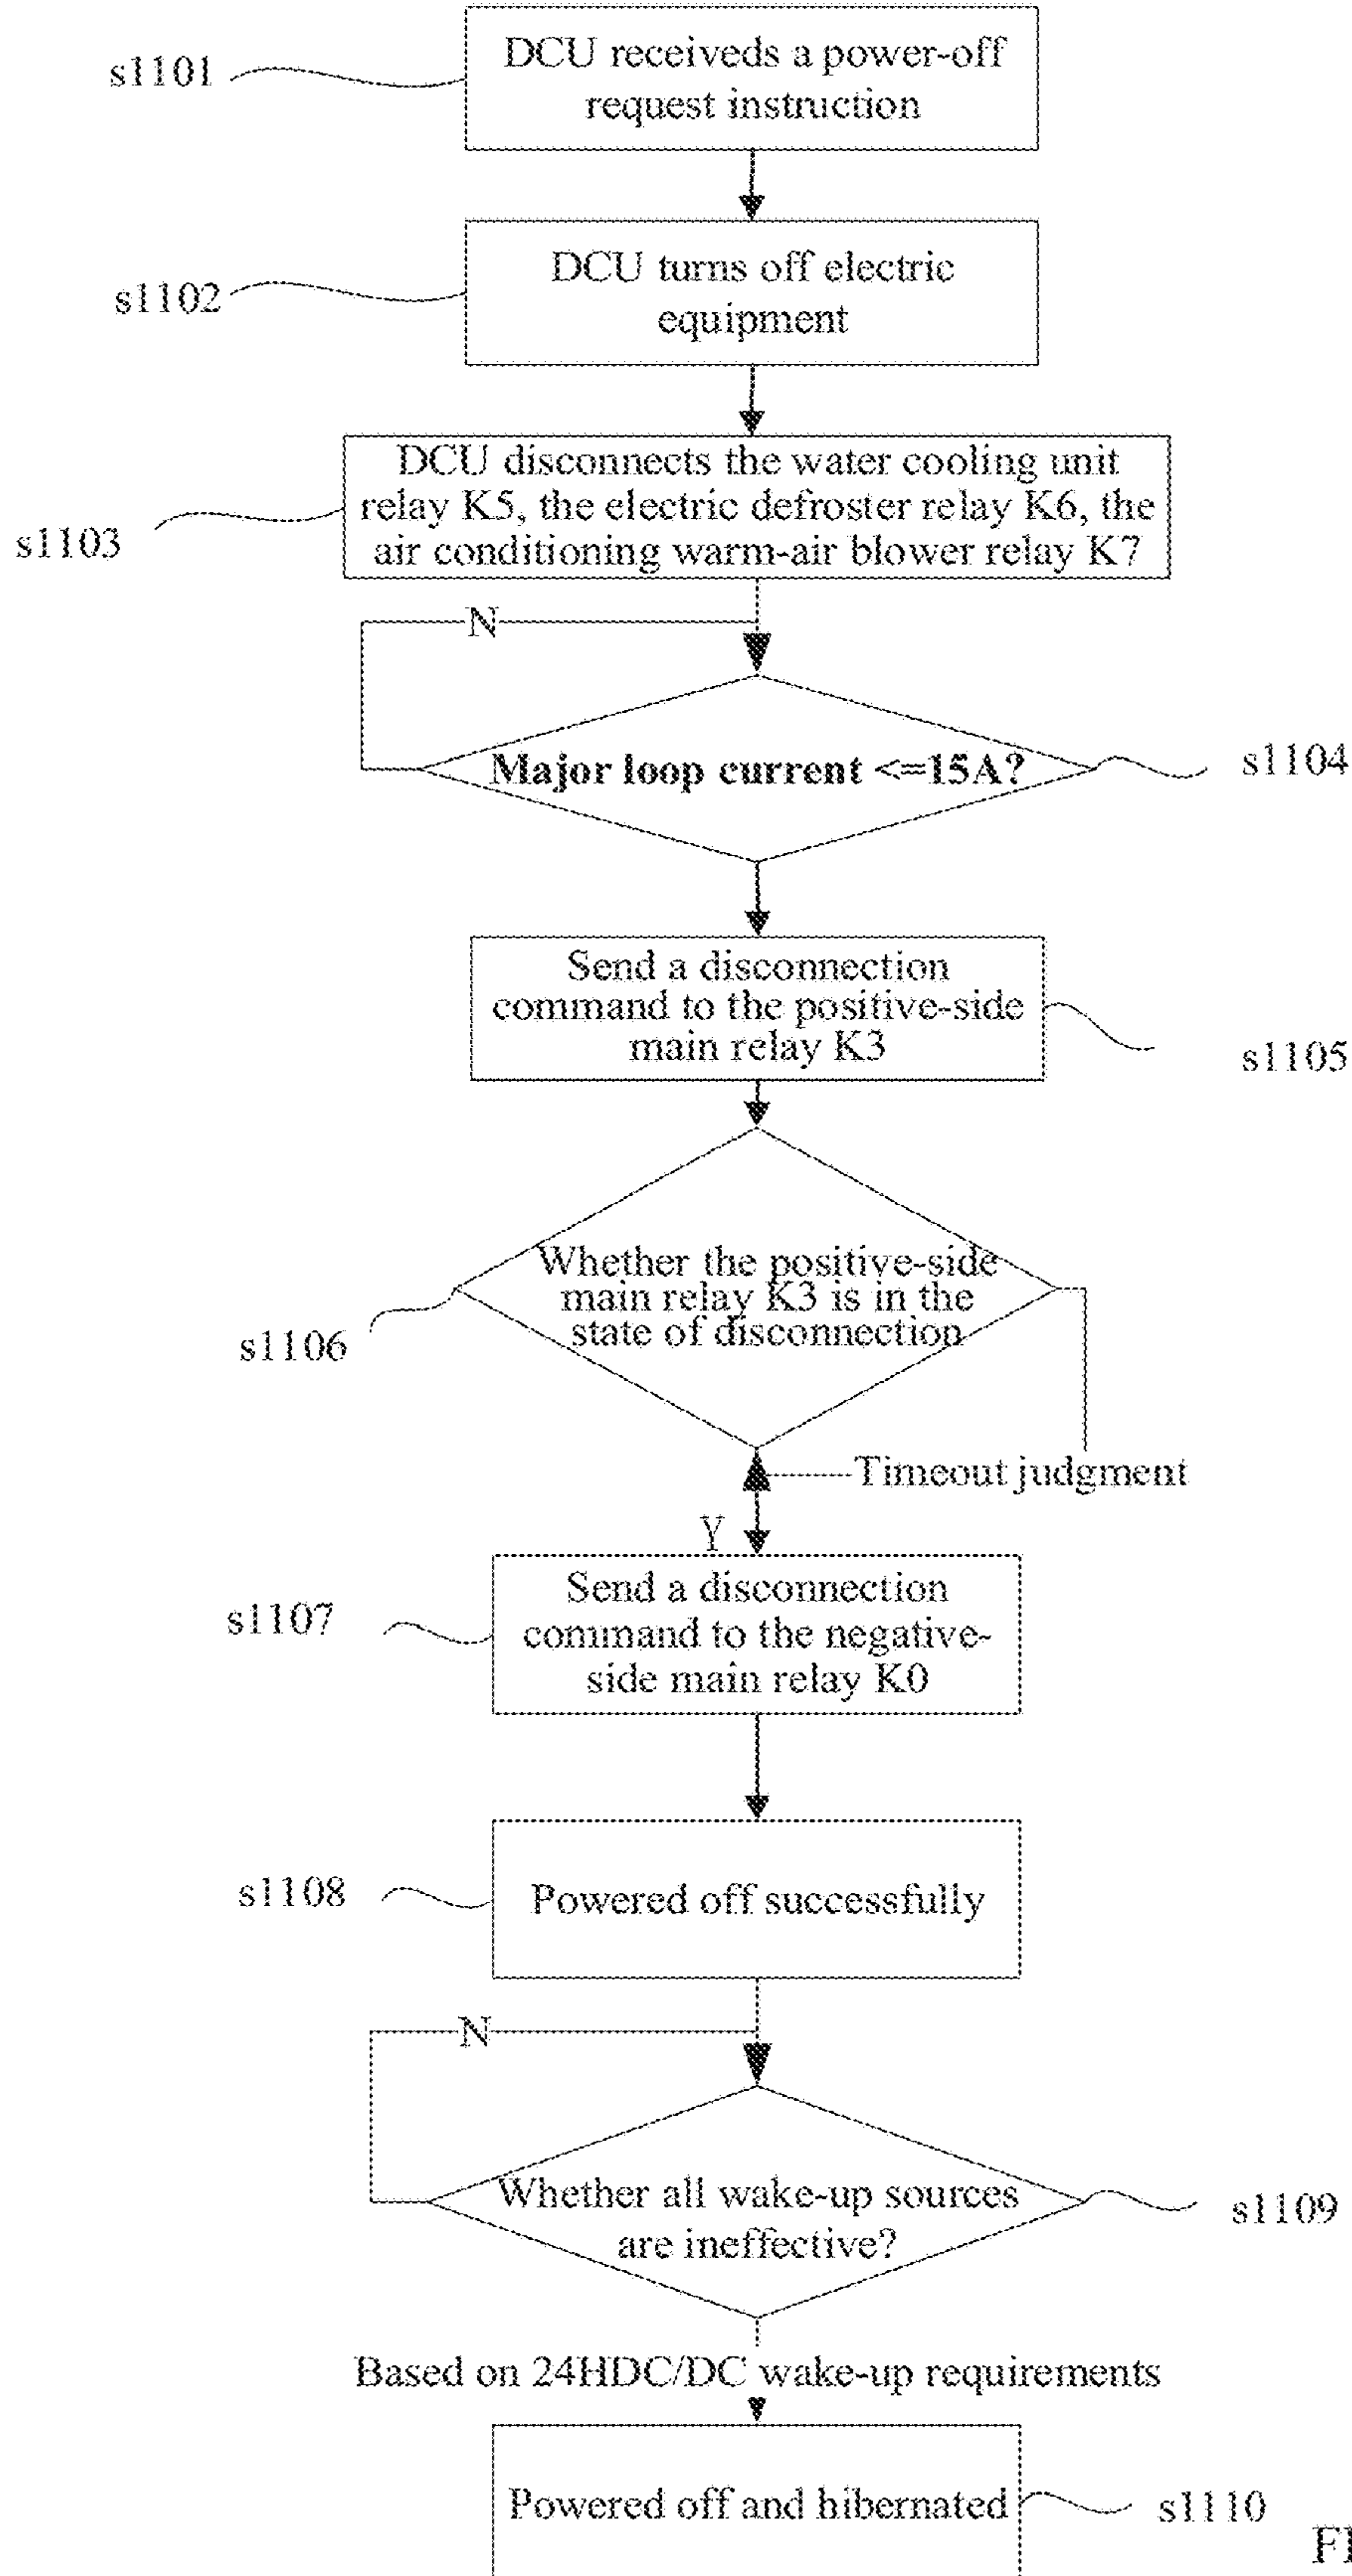 s1101
DCU receiveds a power-off
request instruction
s1102
DCU turns off electric
equipment
s1103
DCU disconnects the water cooling unit
relay K5, the electric defroster relay K6, the
air conditioning warm-air blower relay K7
N
Major loop current <=15A?
s1104
Send a disconnection
command to the positive-side
main relay K3
s1105
Whether the positive-side
main relay K3 is in the
state of disconnection
s1106
Timeout judgment
Y
s1107
Send a disconnection
command to the negative-
side main relay K0
s1108
Powered off successfully
N
Whether all wake-up sources
are ineffective?
s1109
Based on 24HDC/DC wake-up requirements
Powered off and hibernated
s1110